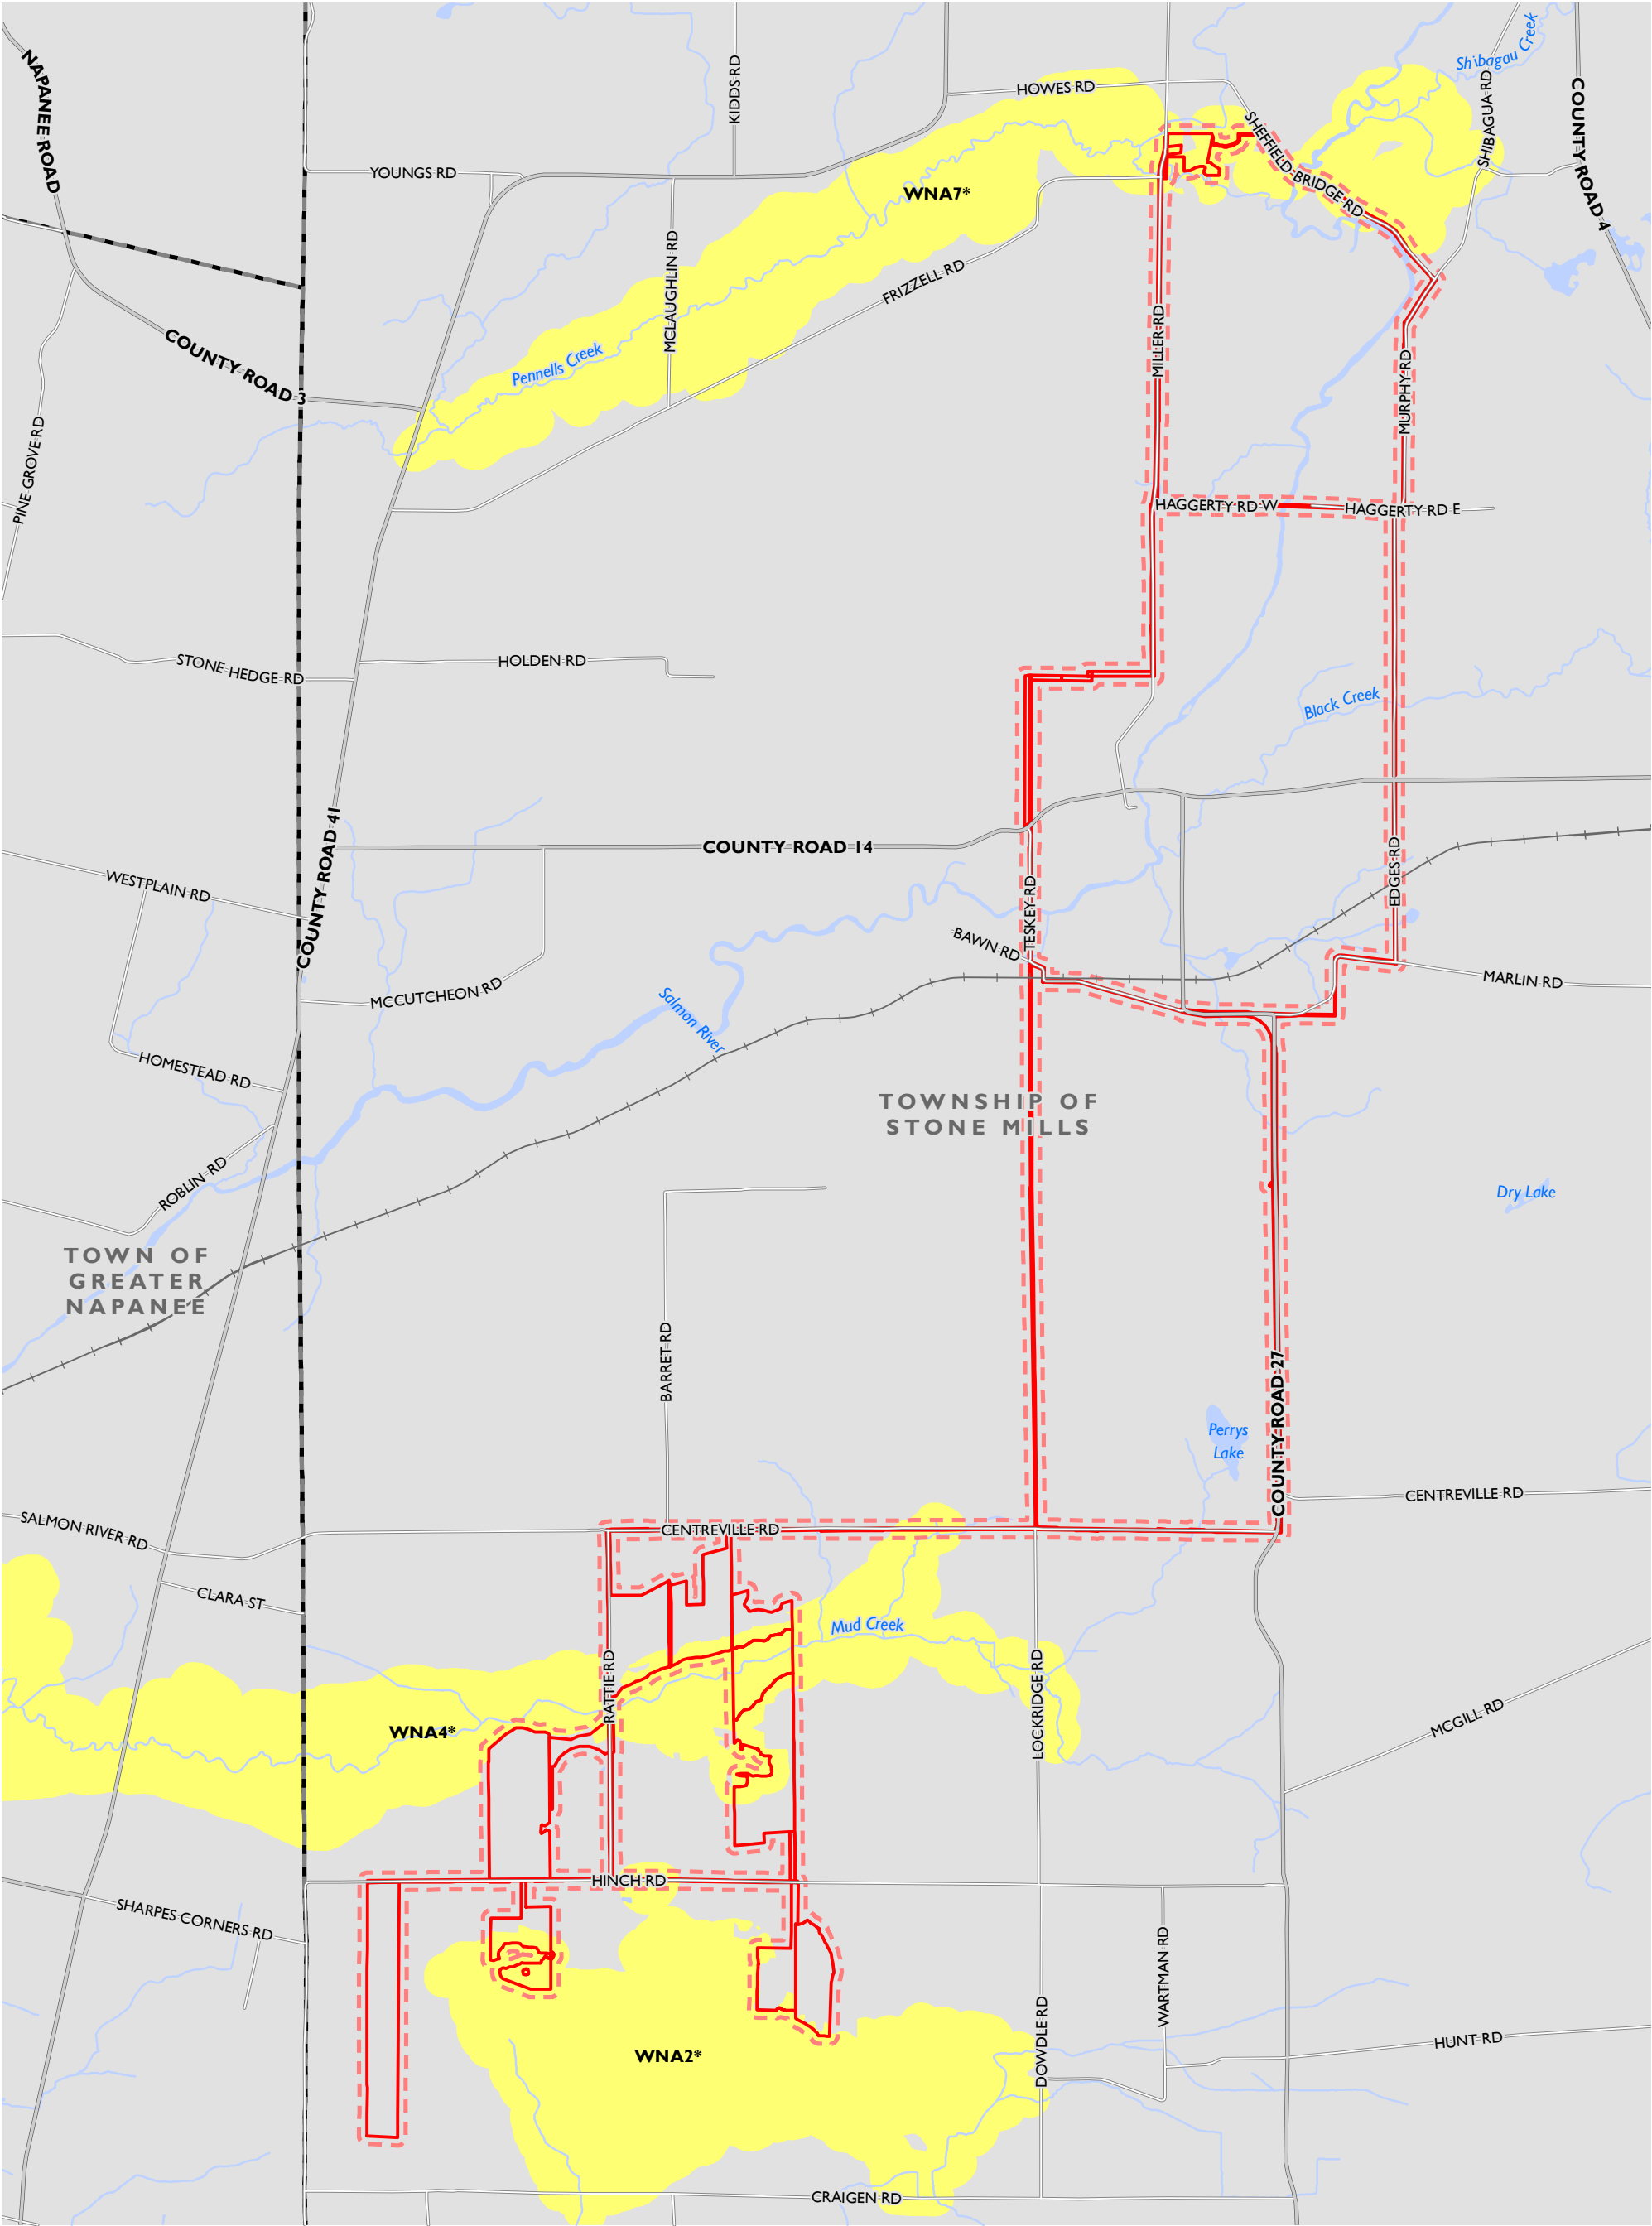 Sh\bagau Creek
NAPANEE ROAD
KIDDS RD
HOWES RD
SHIBAGUA RD
COUNTY ROAD 4
SHEFFIELD BRIDGE RD
YOUNGS RD
WNA7*
MCLAUGHLIN RD
FRIZZELL RD
MILLER RD
COUNTY ROAD 3
Pennells Creek
MURPHY RD
PINE GROVE RD
HAGGERTY RD W
HAGGERTY RD E
STONE HEDGE RD
HOLDEN RD
Black Creek
COUNTY ROAD 41
COUNTY ROAD 14
WESTPLAIN RD
TESKEY RD
EDGES RD
BAWN RD
MCCUTCHEON RD
MARLIN RD
Salmon River
HOMESTEAD RD
TOWNSHIP OF
STONE MILLS
ROBLIN RD
Dry Lake
TOWN OF
GREATER
NAPANEE
BARRET RD
COUNTY ROAD 27
Perrys
Lake
SALMON RIVER RD
CENTREVILLE RD
CENTREVILLE RD
CLARA ST
Mud Creek
RATTIE RD
LOCKRIDGE RD
WNA4*
MCGILL RD
HINCH RD
SHARPES CORNERS RD
WARTMAN RD
DOWDLE RD
WNA2*
HUNT RD
CRAIGEN RD